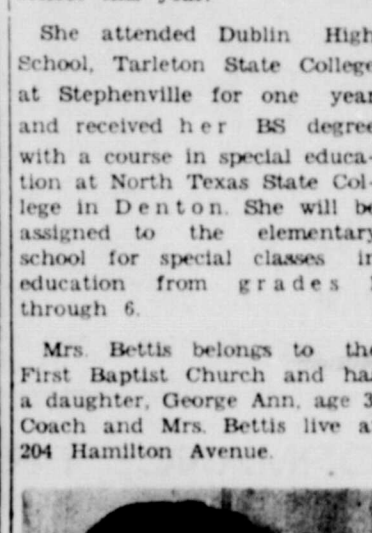 She attended Dublin High
School, Tarleton State College
at Stephenville for one year
and received her BS degree
with a course in special educa-
tion at North Texas State Col-
lege in Denton. She will be
assigned to the elementary
school for special classes in
education from grades
through 6.
Mrs. Bettis belongs to the
First Baptist Church and ha
a daughter, George Ann, age 3
Coach and Mrs. Bettis live a
204 Hamilton Avenue.